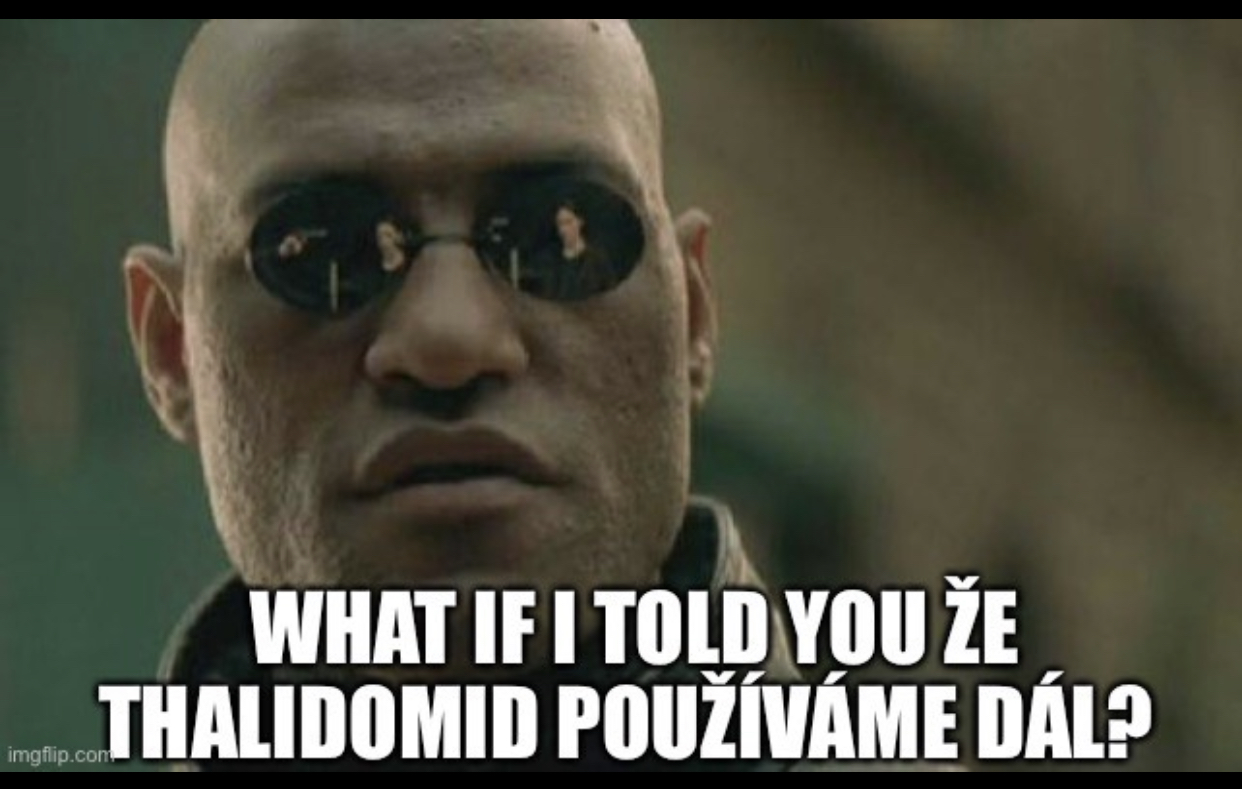 WHAT IF I TOLD YOU ŽE
THALIDOMID POUŽÍVÁME DÁL?
imgflip.com